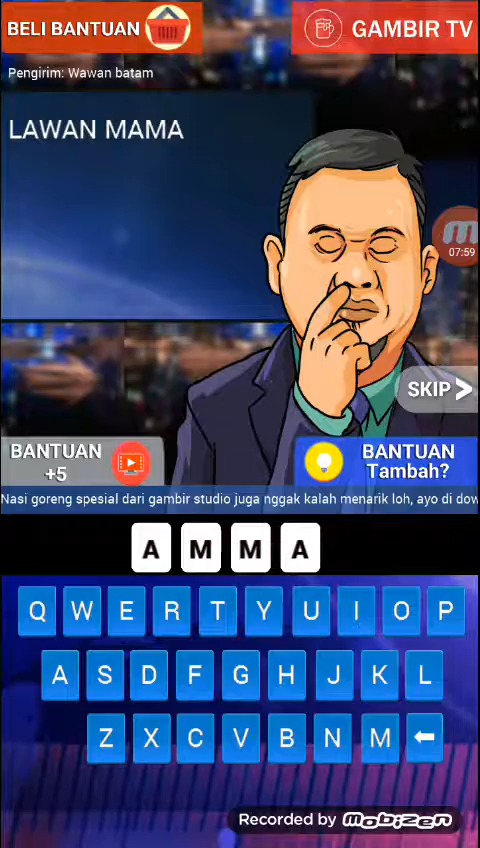 BELI BANTUAN
GAMBIR TV
Pengirim: Wawan batam
LAWAN MAMA
07:59
SKIP
BANTUAN
+5
BANTUAN
Tambah?
Nasi goreng spesial dari gambir studio juga nggak kalah menarik loh, ayo di dow
A M M A
Q W E R T Y U I O P
A S D F G H J K L
Z X C V B N M
Recorded by mobizen